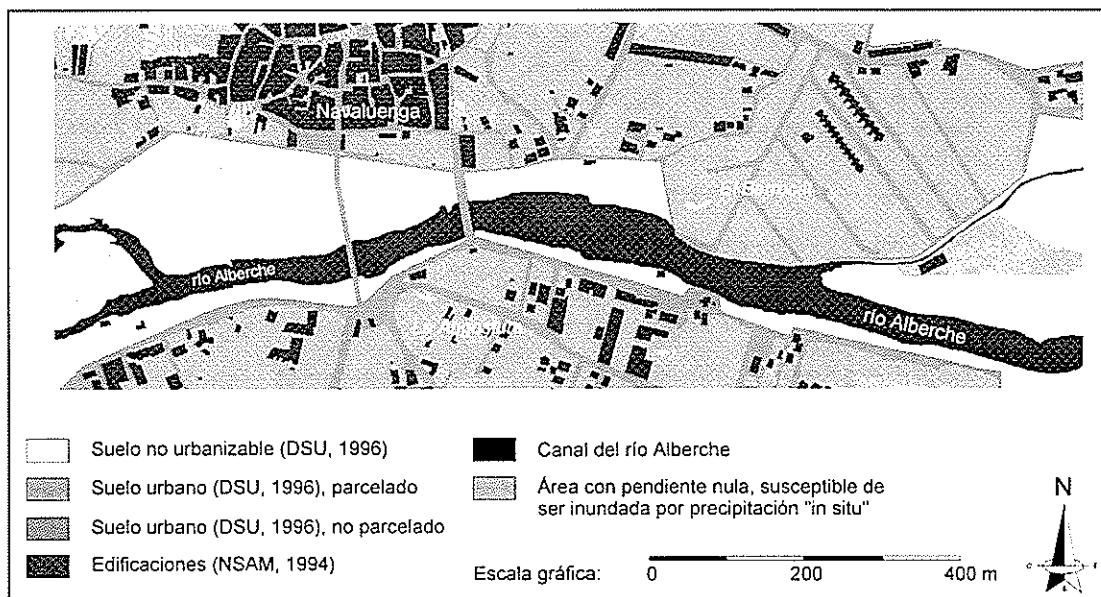 Navaluenga
río Alberche
río Alberche
Suelo no urbanizable (DSU, 1996)
Suelo urbano (DSU, 1996), parcelado
Suelo urbano (DSU, 1996), no parcelado
Edificaciones (NSAM, 1994)
Canal del río Alberche
Área con pendiente nula, susceptible de
ser inundada por precipitación "in situ"
Escala gráfica:
0
200
400 m
N